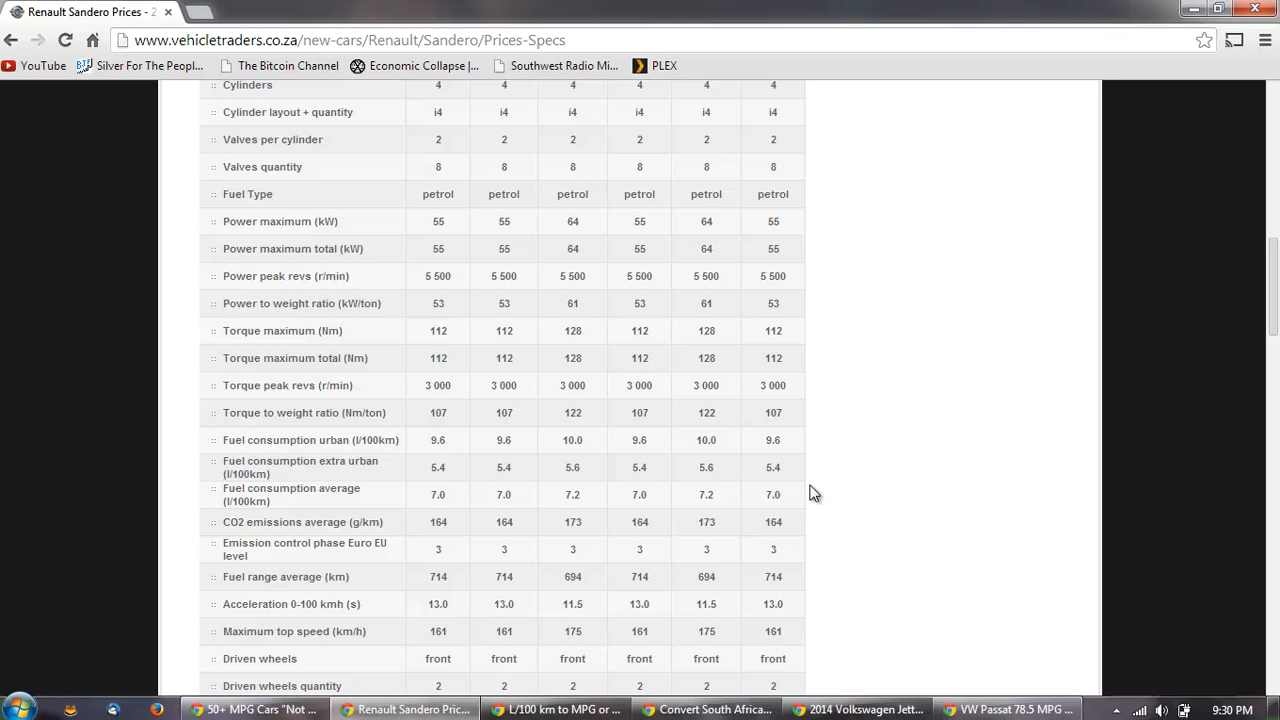 Renault Sandero Prices - 2
www.vehicletraders.co.za/new-cars/Renault/Sandero/Prices-Specs
YouTube Silver For The Peopl... The Bitcoin Channel Economic Collapse |... Southwest Radio Mi... PLEX
:: Cylinders 4 4 4 4 4 4
:: Cylinder layout + quantity i4 i4 i4 i4 i4 i4
:: Valves per cylinder 2 2 2 2 2 2
:: Valves quantity 8 8 8 8 8 8
:: Fuel Type petrol petrol petrol petrol petrol petrol
:: Power maximum (kW) 55 55 64 55 64 55
:: Power maximum total (kW) 55 55 64 55 64 55
:: Power peak revs (r/min) 5 500 5 500 5 500 5 500 5 500 5 500
:: Power to weight ratio (kW/ton) 53 53 61 53 61 53
:: Torque maximum (Nm) 112 112 128 112 128 112
:: Torque maximum total (Nm) 112 112 128 112 128 112
:: Torque peak revs (r/min) 3 000 3 000 3 000 3 000 3 000 3 000
:: Torque to weight ratio (Nm/ton) 107 107 122 107 122 107
:: Fuel consumption urban (l/100km) 9.6 9.6 10.0 9.6 10.0 9.6
:: Fuel consumption extra urban
(l/100km) 5.4 5.4 5.6 5.4 5.6 5.4
:: Fuel consumption average
(l/100km) 7.0 7.0 7.2 7.0 7.2 7.0
:: CO2 emissions average (g/km) 164 164 173 164 173 164
:: Emission control phase Euro EU
level 3 3 3 3 3 3
:: Fuel range average (km) 714 714 694 714 694 714
:: Acceleration 0-100 kmh (s) 13.0 13.0 11.5 13.0 11.5 13.0
:: Maximum top speed (km/h) 161 161 175 161 175 161
:: Driven wheels front front front front front front
:: Driven wheels quantity 2 2 2 2 2 2
50+ MPG Cars "Not ... Renault Sandero Pric... L/100 km to MPG or ... Convert South Africa... 2014 Volkswagen Jett... VW Passat 78.5 MPG ... 9:30 PM